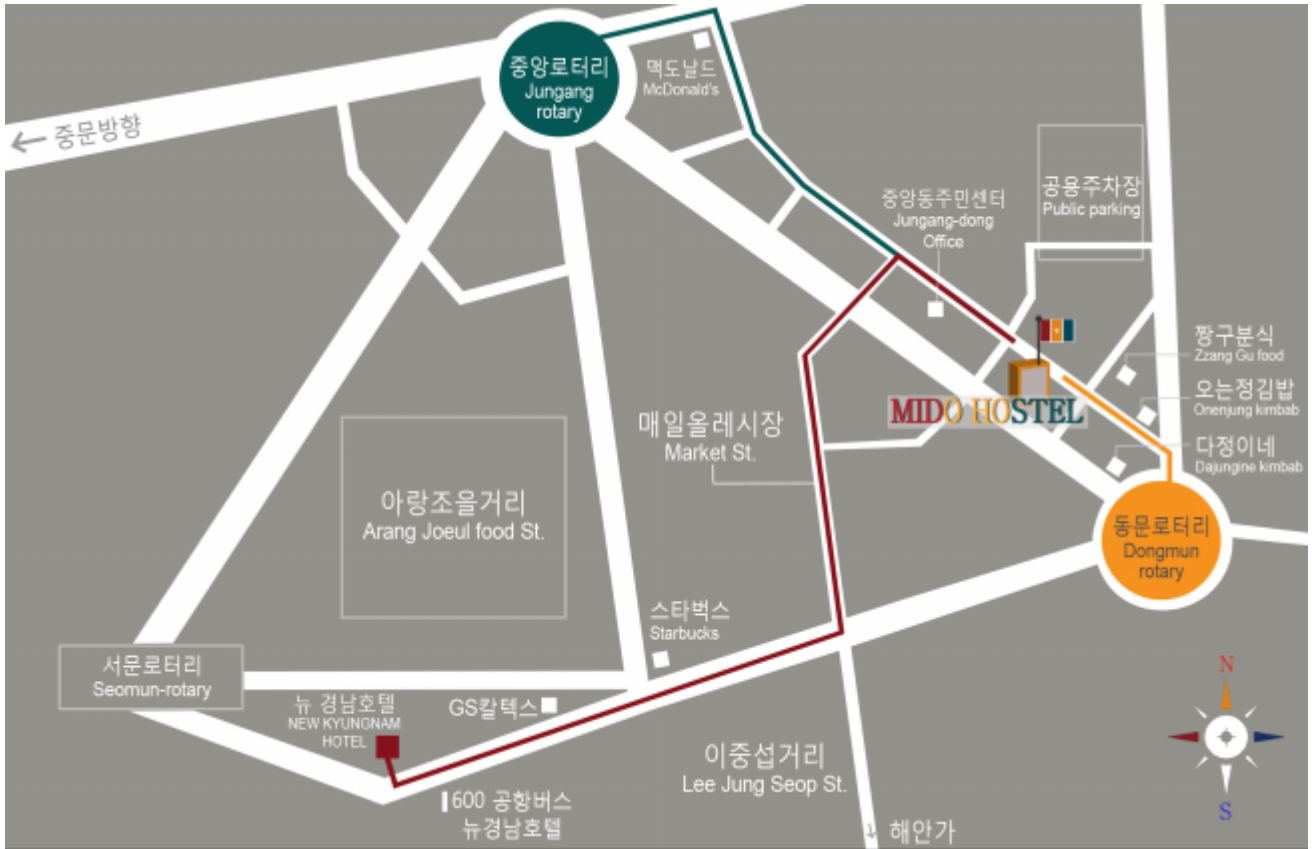 중앙로터리
Jungang
rotary
맥도날드
McDonald's
← 중문방향
공용주차장
Public parking
중앙동주민센터
Jungang-dong
Office
짱구분식
Zzang Gu food
오는정김밥
Onenjung kimbab
다정이네
Dajungine kimbab
MIDO HOSTEL
매일올레시장
Market St.
아랑조을거리
Arang Joeul food St.
동문로터리
Dongmun
rotary
스타벅스
Starbucks
서문로터리
Seomun-rotary
뉴 경남호텔
NEW KYUNGNAM
HOTEL
GS칼텍스
이중섭거리
Lee Jung Seop St.
600 공항버스
뉴경남호텔
해안가
N
S